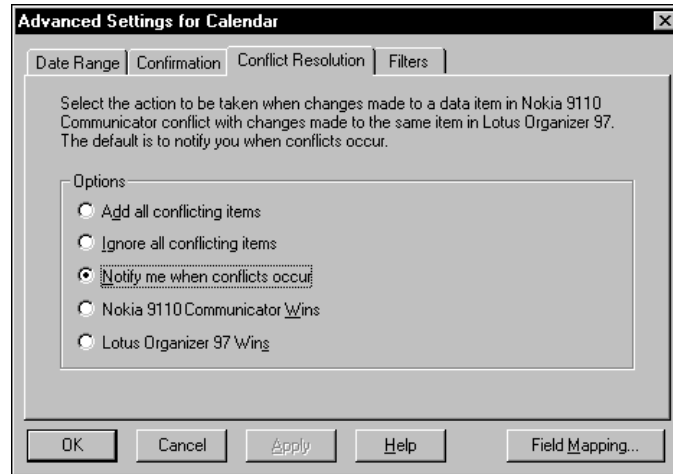 Advanced Settings for Calendar
Date Range Confirmation Conflict Resolution Filters
Select the action to be taken when changes made to a data item in Nokia 9110
Communicator conflict with changes made to the same item in Lotus Organizer 97.
The default is to notify you when conflicts occur.
Options
Add all conflicting items
Ignore all conflicting items
Notify me when conflicts occur
Nokia 9110 Communicator Wins
Lotus Organizer 97 Wins
OK Cancel Apply Help Field Mapping...